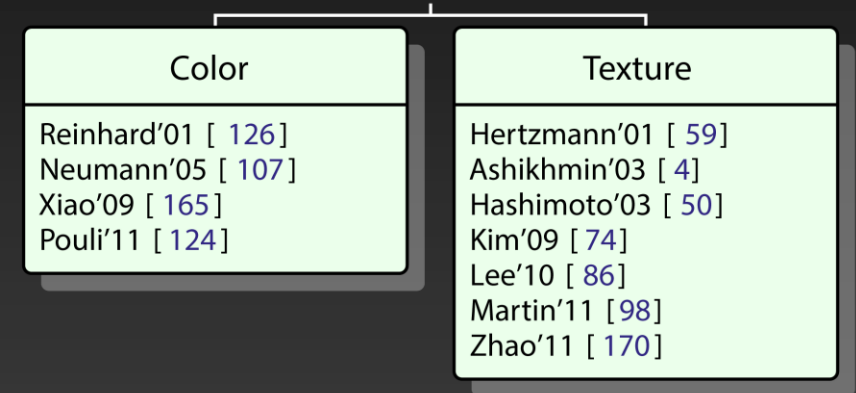 Color
Reinhard’01 [ 126]
Neumann’05 [ 107]
Xiao’09 [ 165]
Pouli’11 [ 124]
Texture
Hertzmann’01 [ 59]
Ashikhmin’03 [ 4]
Hashimoto’03 [ 50]
Kim’09 [ 74]
Lee’10 [ 86]
Martin’11 [ 98]
Zhao’11 [ 170]